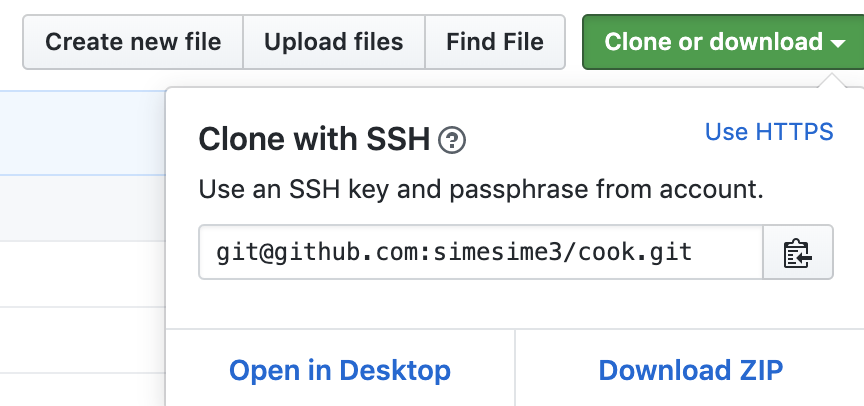 Create new file Upload files Find File Clone or download
Clone with SSH ?
Use HTTPS
Use an SSH key and passphrase from account.
git@github.com:simesime3/cook.git
Open in Desktop Download ZIP